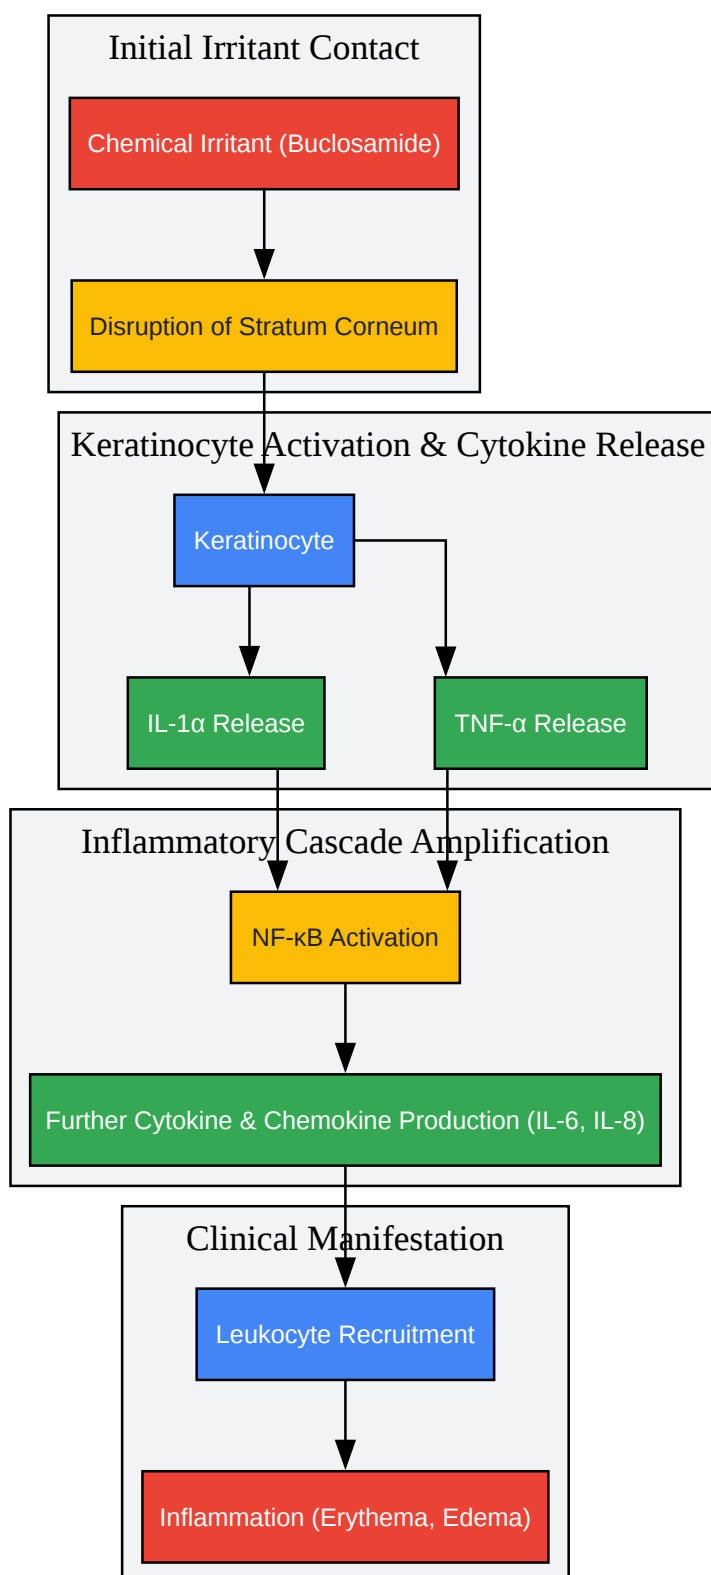 Initial Irritant Contact
Chemical Irritant (Buclosamide)
Disruption of Stratum Corneum
Keratinocyte Activation & Cytokine Release
Keratinocyte
IL-1α Release
TNF-α Release
Inflammatory Cascade Amplification
NF-κB Activation
Further Cytokine & Chemokine Production (IL-6, IL-8)
Clinical Manifestation
Leukocyte Recruitment
Inflammation (Erythema, Edema)